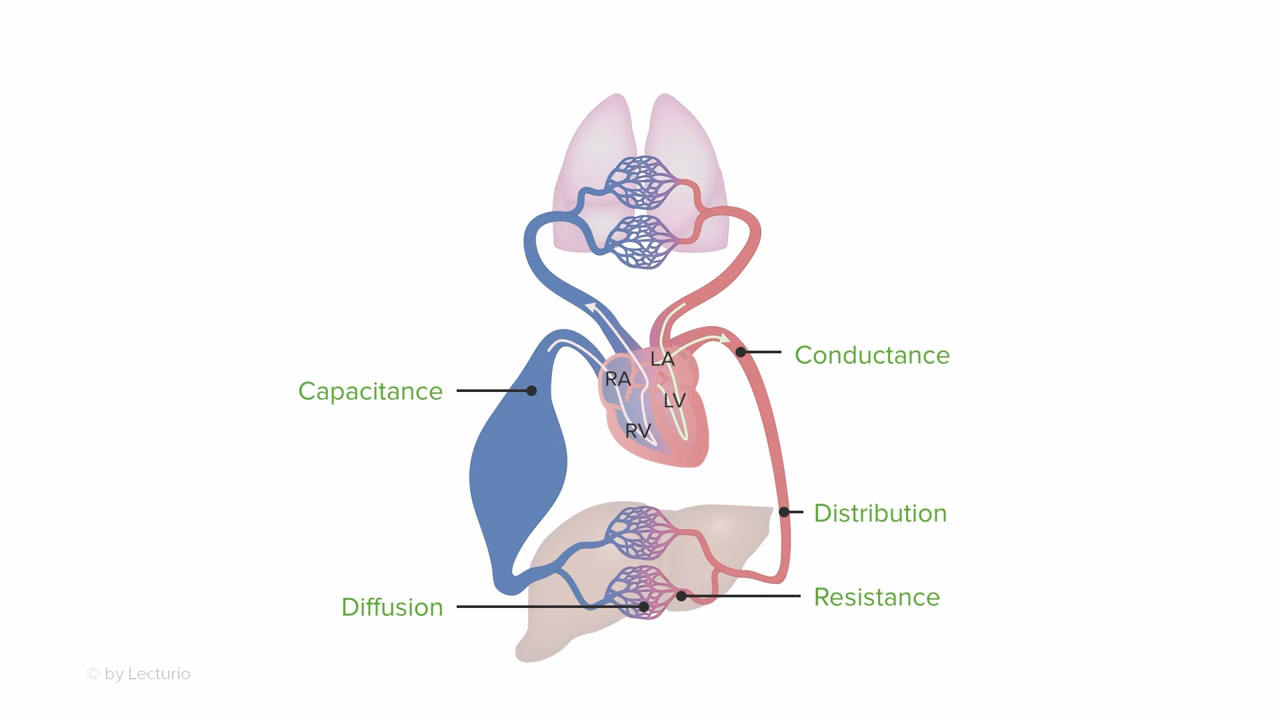 LA
Conductance
RA
Capacitance
LV
RV
Distribution
Resistance
Diffusion
© by Lecturio